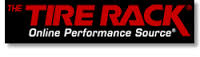 THE TIRE RACK®
Online Performance Source®